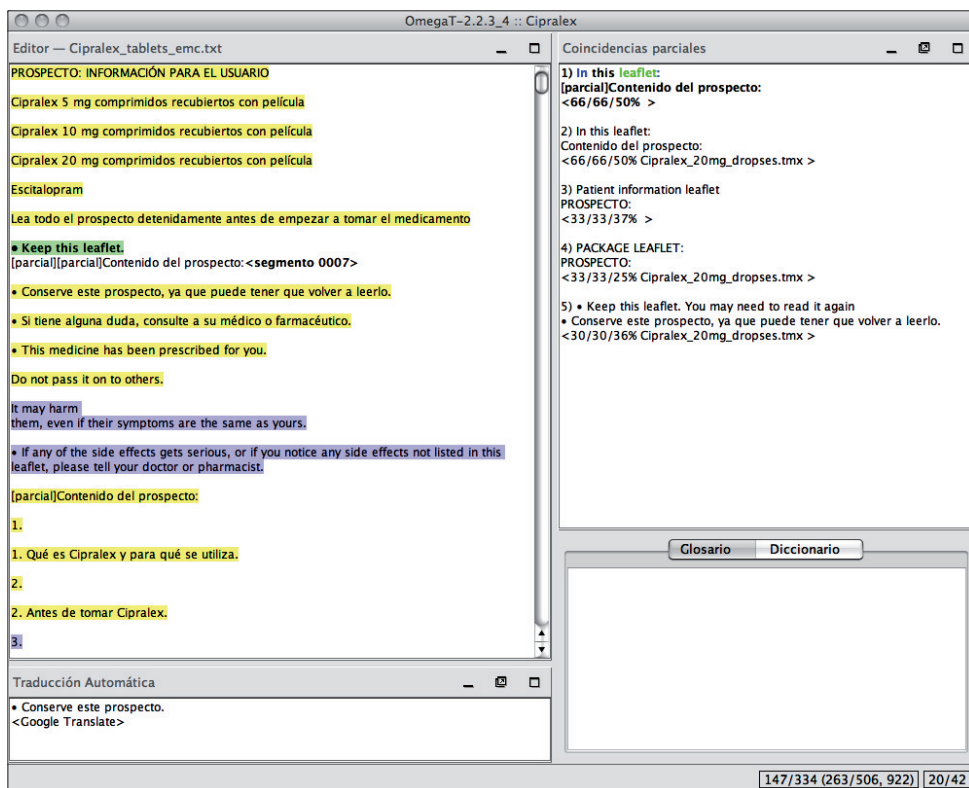 OmegaT-2.2.3_4 :: Cipralex
Editor — Cipralex_tablets_emc.txt
PROSPECTO: INFORMACIÓN PARA EL USUARIO
Cipralex 5 mg comprimidos recubiertos con película
Cipralex 10 mg comprimidos recubiertos con película
Cipralex 20 mg comprimidos recubiertos con película
Escitalopram
Lea todo el prospecto detenidamente antes de empezar a tomar el medicamento
• Keep this leaflet.
[parcial][parcial]Contenido del prospecto:<segmento 0007>
• Conserve este prospecto, ya que puede tener que volver a leerlo.
• Si tiene alguna duda, consulte a su médico o farmacéutico.
• This medicine has been prescribed for you.
Do not pass it on to others.
It may harm
them, even if their symptoms are the same as yours.
• If any of the side effects gets serious, or if you notice any side effects not listed in this
leaflet, please tell your doctor or pharmacist.
[parcial]Contenido del prospecto:
1.
1. Qué es Cipralex y para qué se utiliza.
2.
2. Antes de tomar Cipralex.
3.
Coincidencias parciales
1) In this leaflet:
[parcial]Contenido del prospecto:
<66/66/50% >
2) In this leaflet:
Contenido del prospecto:
<66/66/50% Cipralex_20mg_dropses.tmx >
3) Patient information leaflet
PROSPECTO:
<33/33/37% >
4) PACKAGE LEAFLET:
PROSPECTO:
<33/33/25% Cipralex_20mg_dropses.tmx >
5) • Keep this leaflet. You may need to read it again
• Conserve este prospecto, ya que puede tener que volver a leerlo.
<30/30/36% Cipralex_20mg_dropses.tmx >
Glosario Diccionario
Traducción Automática
• Conserve este prospecto.
<Google Translate>
147/334 (263/506, 922) 20/42